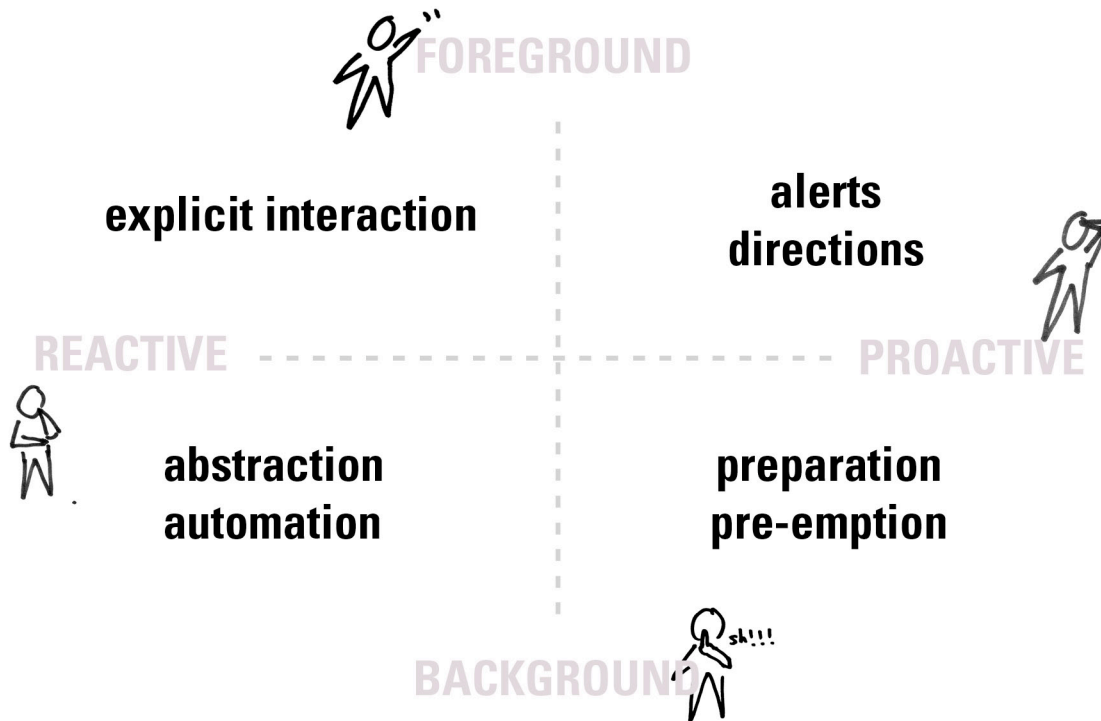 FOREGROUND
explicit interaction
alerts
directions
REACTIVE
PROACTIVE
abstraction
automation
preparation
pre-emption
sh!!!
BACKGROUND